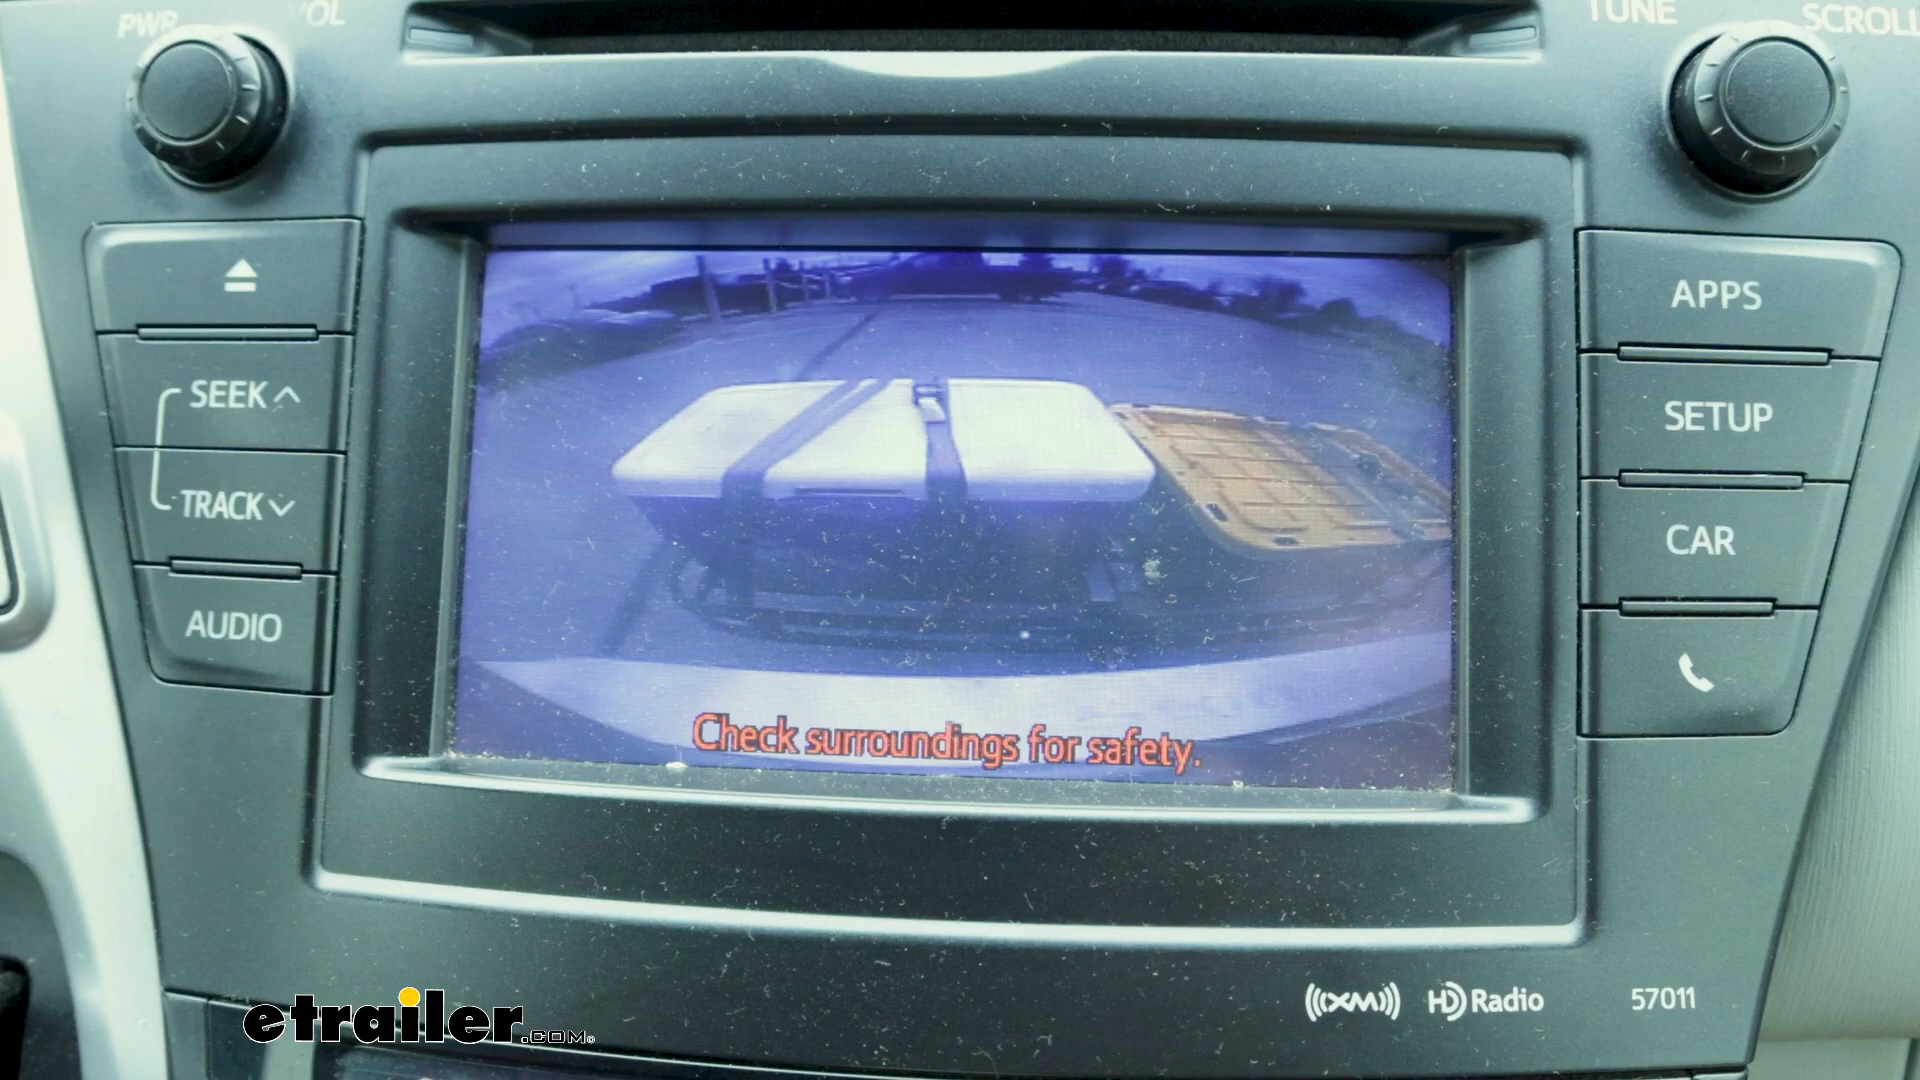 PWR VOL
TUNE SCROLL
SEEK
TRACK
AUDIO
APPS
SETUP
CAR
Check surroundings for safety.
((XM)) HD Radio 57011
etrailer.com